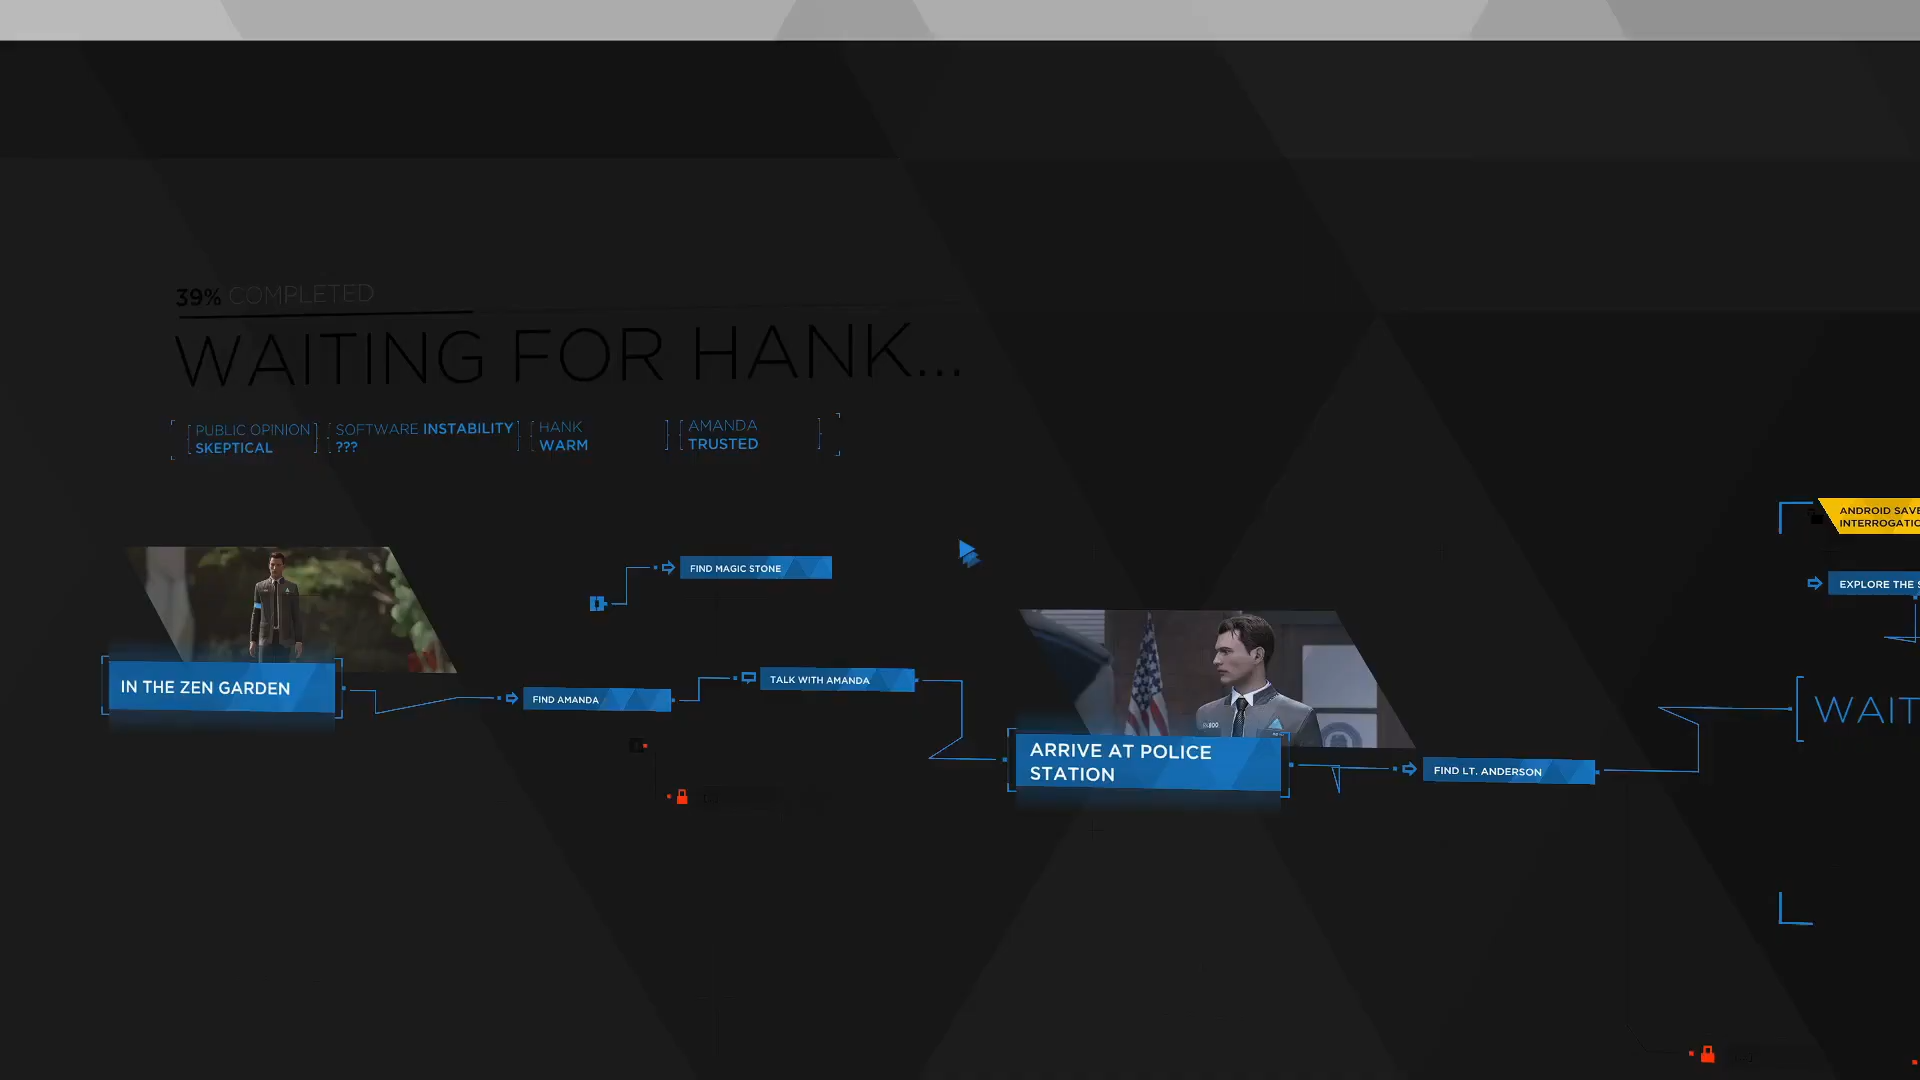 39% COMPLETED
WAITING FOR HANK...
PUBLIC OPINION
SKEPTICAL
SOFTWARE INSTABILITY
???
HANK
WARM
AMANDA
TRUSTED
ANDROID SAVE
INTERROGATIO
FIND MAGIC STONE
EXPLORE THE S
IN THE ZEN GARDEN
FIND AMANDA
TALK WITH AMANDA
WAIT
ARRIVE AT POLICE
STATION
FIND LT. ANDERSON